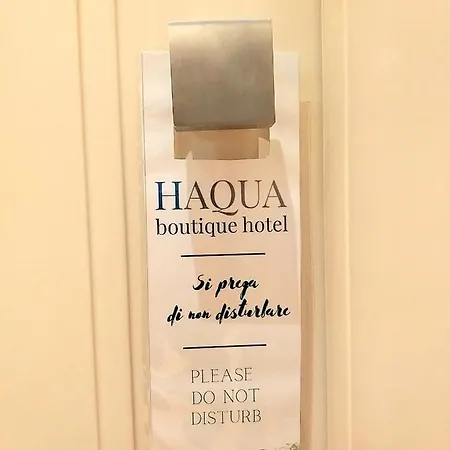 HAQUA
boutique hotel
Si prega
di non disturbare
PLEASE
DO NOT
DISTURB